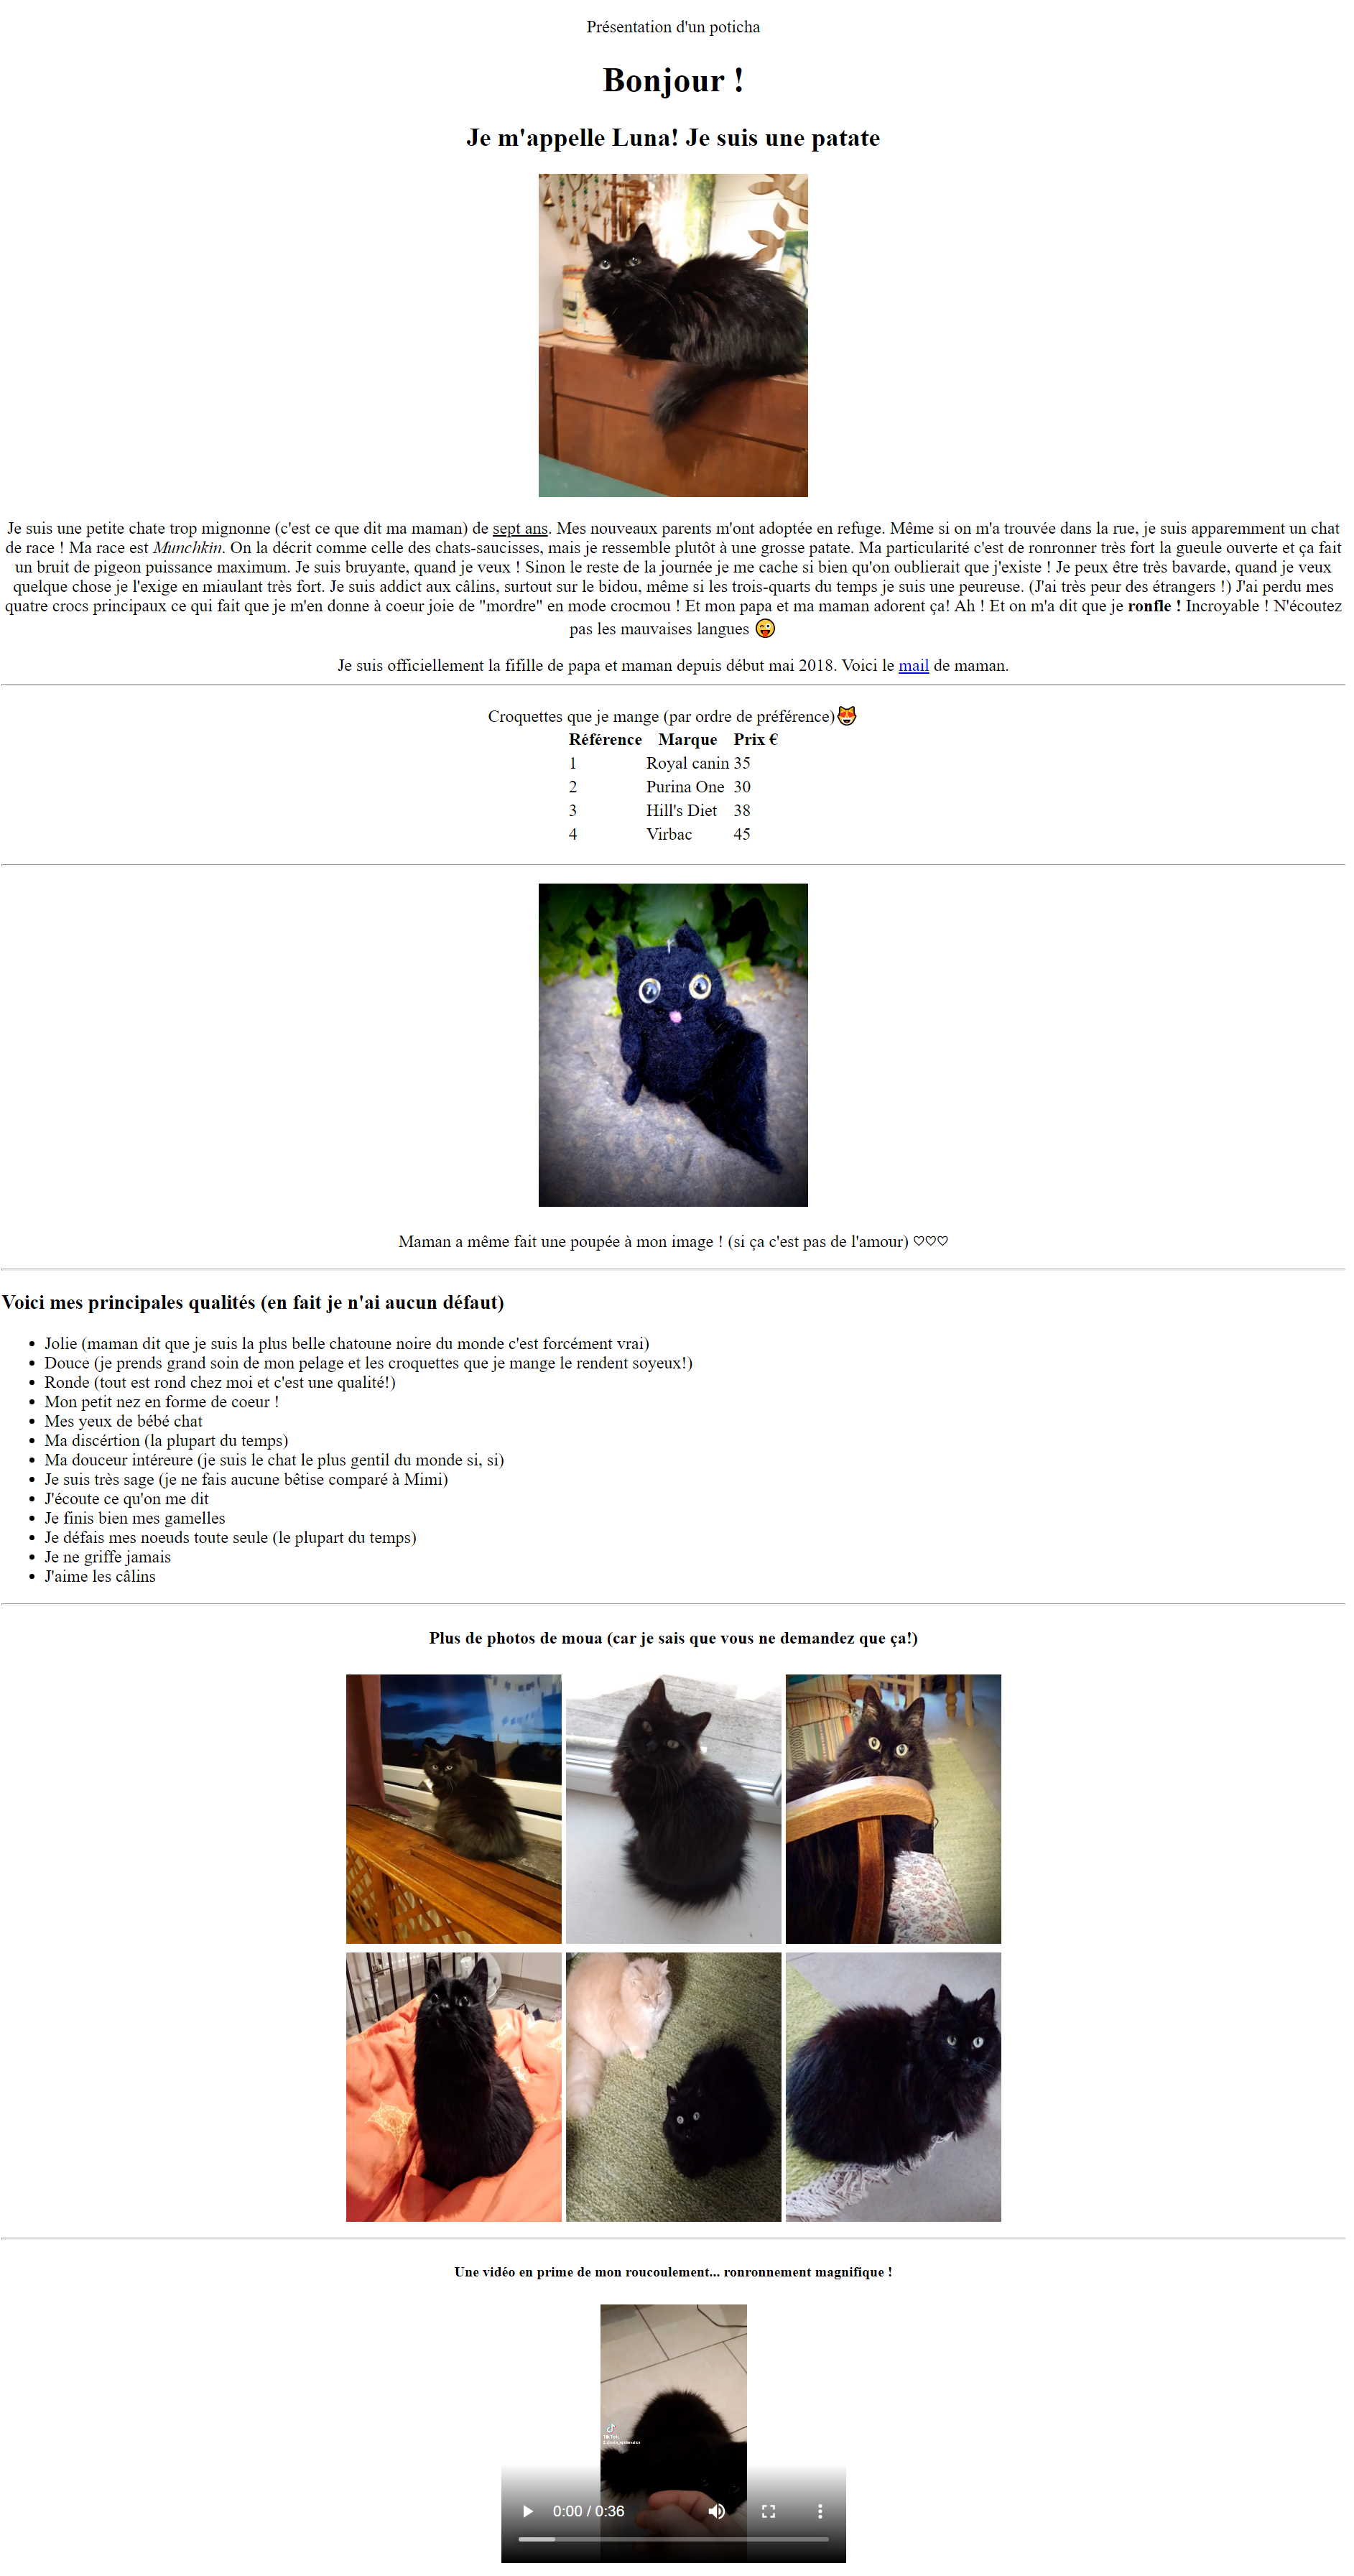 Présentation d'un poticha
Bonjour !
Je m'appelle Luna! Je suis une patate
Je suis une petite chate trop mignonne (c'est ce que dit ma maman) de sept ans. Mes nouveaux parents m'ont adoptée en refuge. Même si on m'a trouvée dans la rue, je suis apparemment un chat
de race ! Ma race est Munchkin. On la décrit comme celle des chats-saucisses, mais je ressemble plutôt à une grosse patate. Ma particularité c'est de ronronner très fort la gueule ouverte et ça fait
un bruit de pigeon puissance maximum. Je suis bruyante, quand je veux ! Sinon le reste de la journée je me cache si bien qu'on oublierait que j'existe ! Je peux être très bavarde, quand je veux
quelque chose je l'exige en miaulant très fort. Je suis addict aux câlins, surtout sur le bidou, même si les trois-quarts du temps je suis une peureuse. (J'ai très peur des étrangers !) J'ai perdu mes
quatre crocs principaux ce qui fait que je m'en donne à coeur joie de "mordre" en mode crocmou ! Et mon papa et ma maman adorent ça! Ah ! Et on m'a dit que je ronfle ! Incroyable ! N'écoutez
pas les mauvaises langues 😜
Je suis officiellement la fifille de papa et maman depuis début mai 2018. Voici le mail de maman.
Croquettes que je mange (par ordre de préférence)😻
Référence Marque Prix €
1 Royal canin 35
2 Purina One 30
3 Hill's Diet 38
4 Virbac 45
Maman a même fait une poupée à mon image ! (si ça c'est pas de l'amour) ♡♡♡
Voici mes principales qualités (en fait je n'ai aucun défaut)
• Jolie (maman dit que je suis la plus belle chatoune noire du monde c'est forcément vrai)
• Douce (je prends grand soin de mon pelage et les croquettes que je mange le rendent soyeux!)
• Ronde (tout est rond chez moi et c'est une qualité!)
• Mon petit nez en forme de coeur !
• Mes yeux de bébé chat
• Ma discértion (la plupart du temps)
• Ma douceur intéreure (je suis le chat le plus gentil du monde si, si)
• Je suis très sage (je ne fais aucune bêtise comparé à Mimi)
• J'écoute ce qu'on me dit
• Je finis bien mes gamelles
• Je défais mes noeuds toute seule (le plupart du temps)
• Je ne griffe jamais
• J'aime les câlins
Plus de photos de moua (car je sais que vous ne demandez que ça!)
Une vidéo en prime de mon roucoulement... ronronnement magnifique !
TikTok
0:00 / 0:36